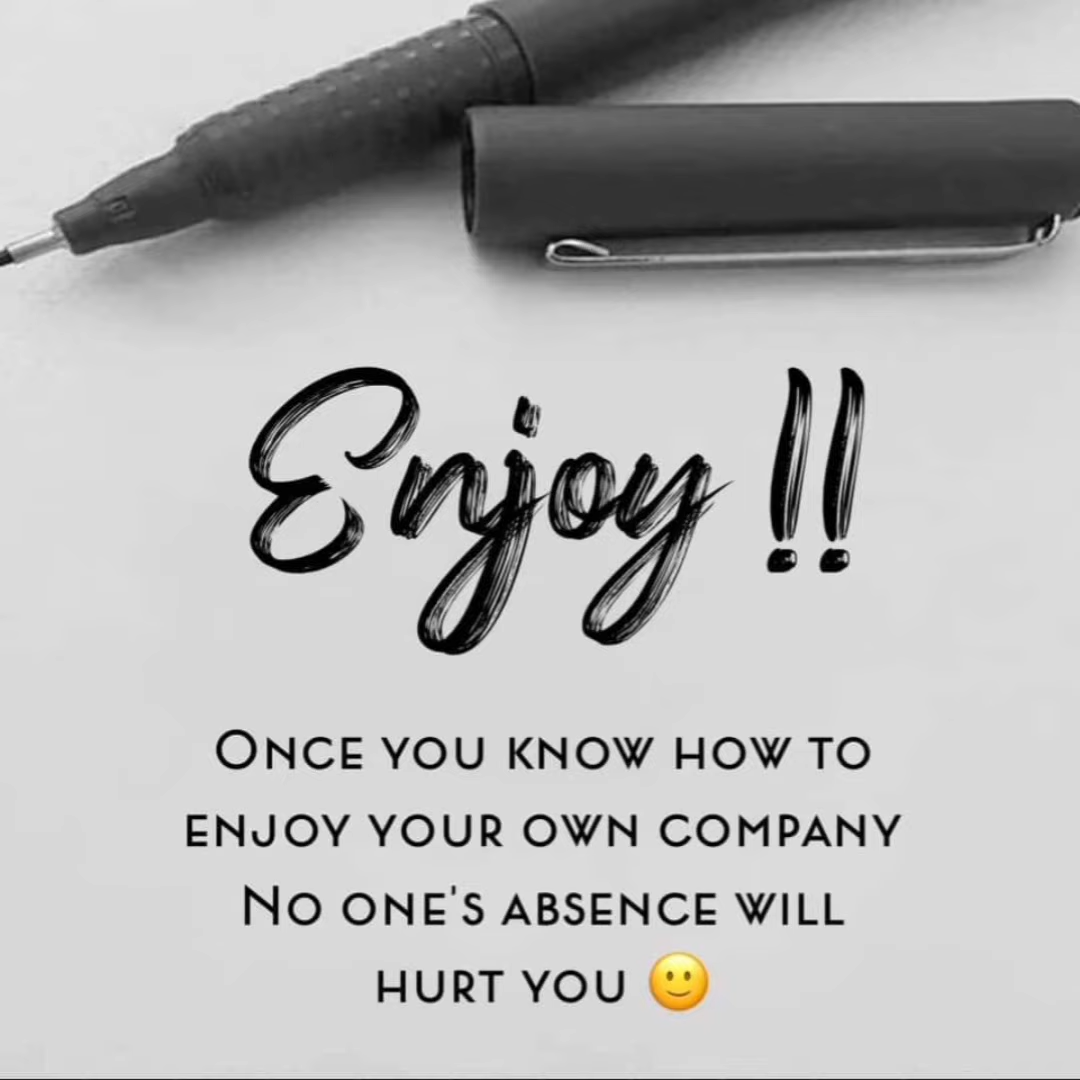 Enjoy !!
Once you know how to
enjoy your own company
No one's absence will
hurt you 🙂